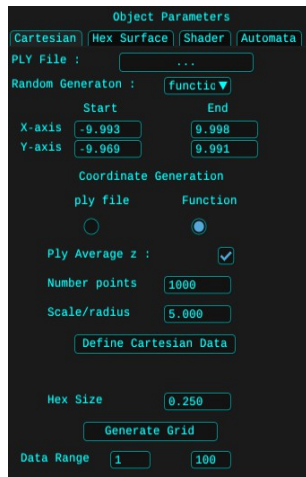 Object Parameters
Cartesian Hex Surface Shader Automata
PLY File : ...
Random Generaton : functic▼
Start End
X-axis -9.993 9.998
Y-axis -9.969 9.991
Coordinate Generation
ply file Function
Ply Average z :
Number points 1000
Scale/radius 5.000
Define Cartesian Data
Hex Size 0.250
Generate Grid
Data Range 1 100